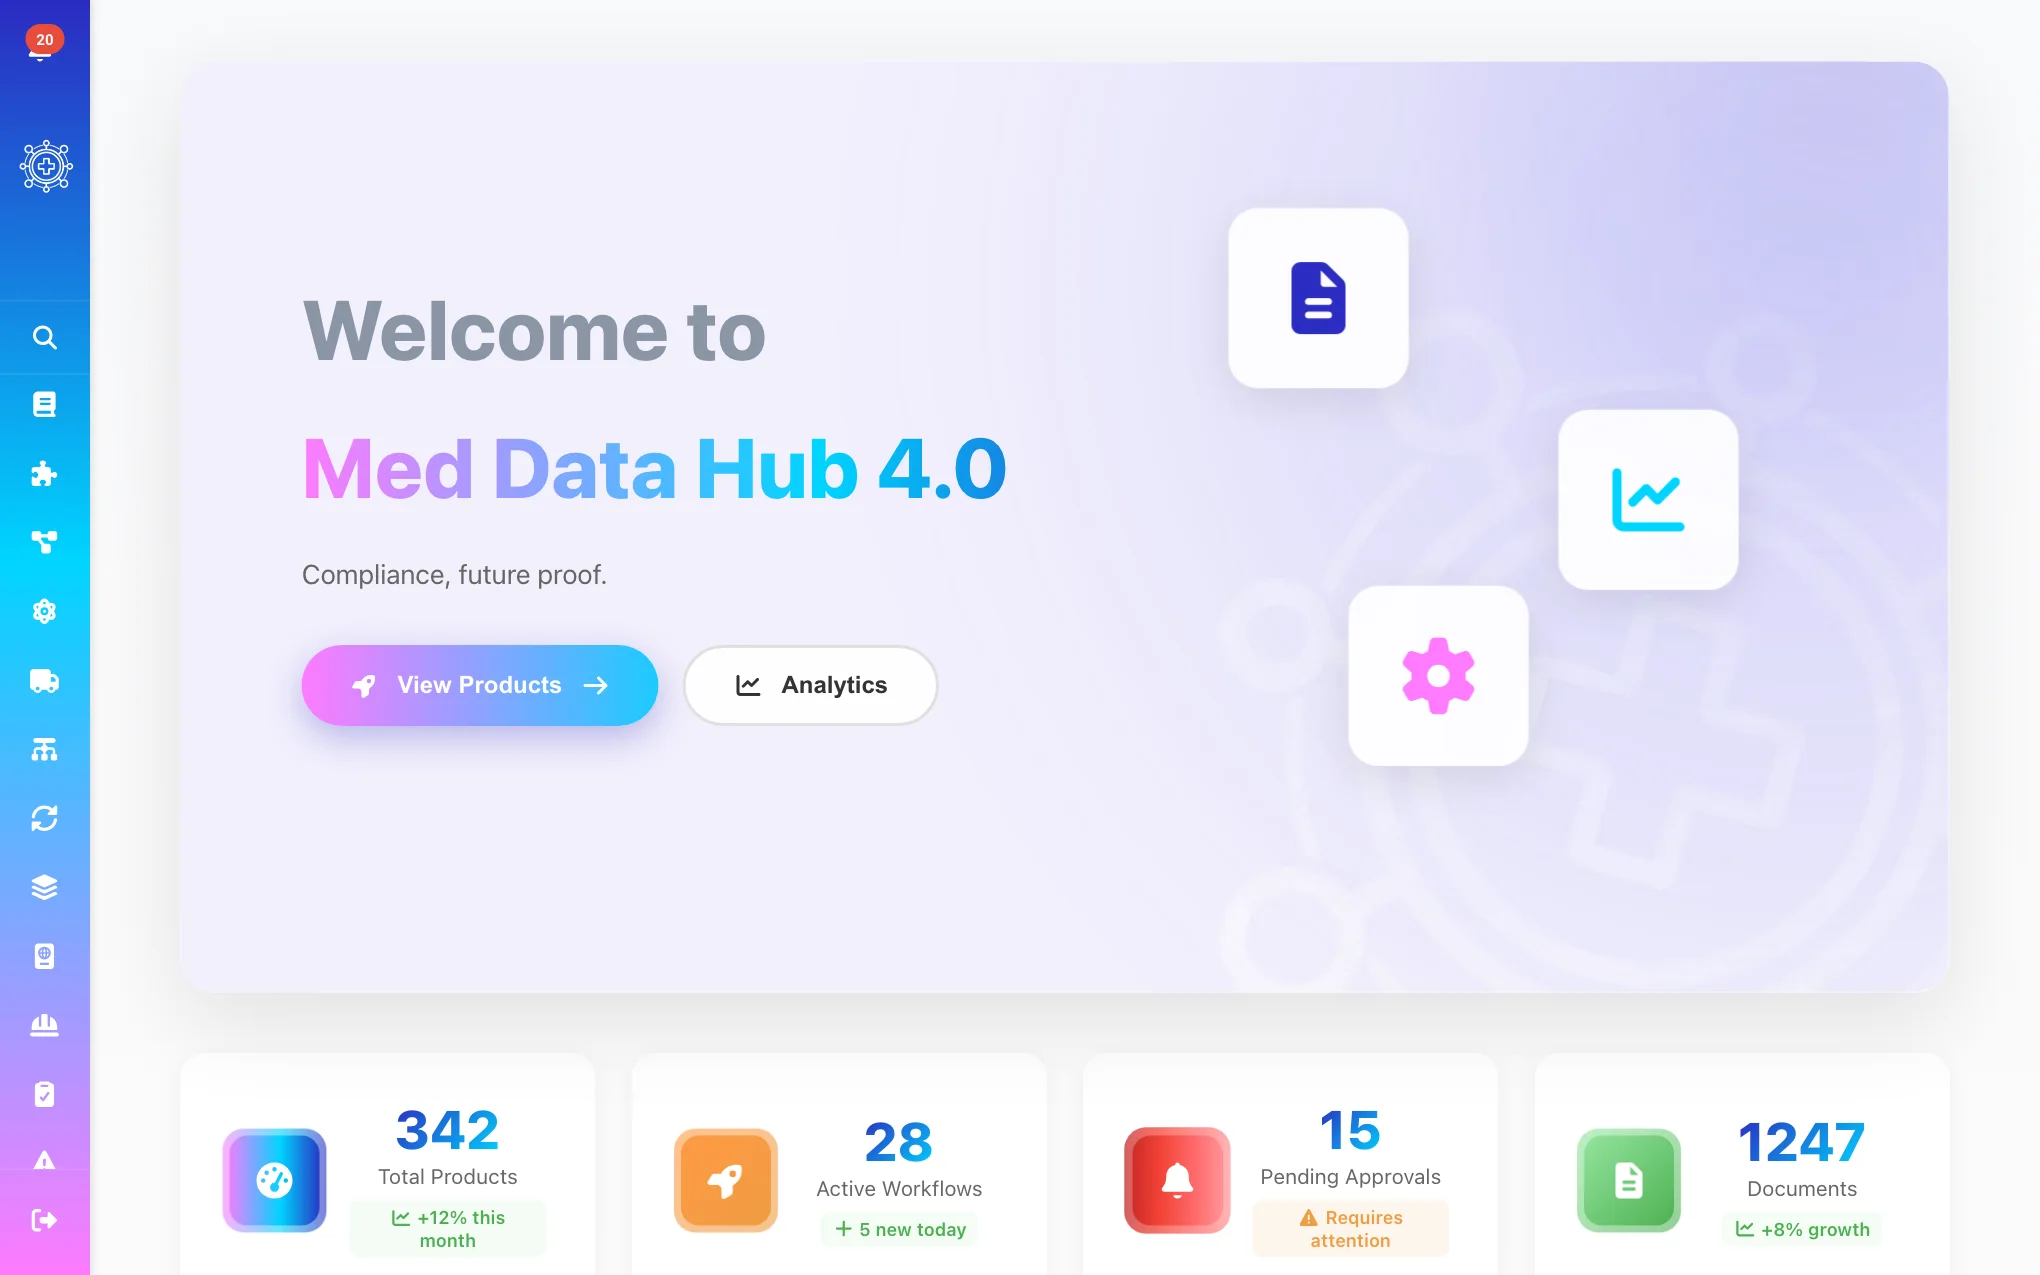 20
Welcome to
Med Data Hub 4.0
Compliance, future proof.
View Products
Analytics
342
Total Products
+12% this
month
28
Active Workflows
5 new today
15
Pending Approvals
Requires
attention
1247
Documents
+8% growth